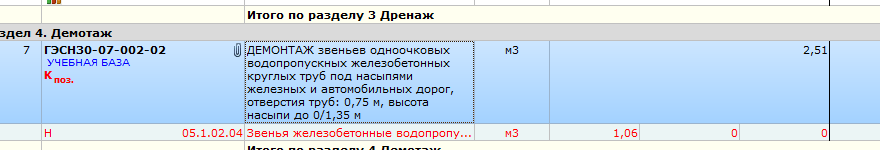 Итого по разделу 3 Дренаж
здел 4. Демотаж
7 ГЭСН30-07-002-02 ДЕМОНТАЖ звеньев одноочковых м3 2,51
УЧЕБНАЯ БАЗА водопропускных железобетонных
К поз. круглых труб под насыпями
железных и автомобильных дорог,
отверстия труб: 0,75 м, высота
насыпи до 0/1,35 м
Н 05.1.02.04 Звенья железобетонные водопропу... м3 1,06 0 0
Итого по разделу 4 Демотаж